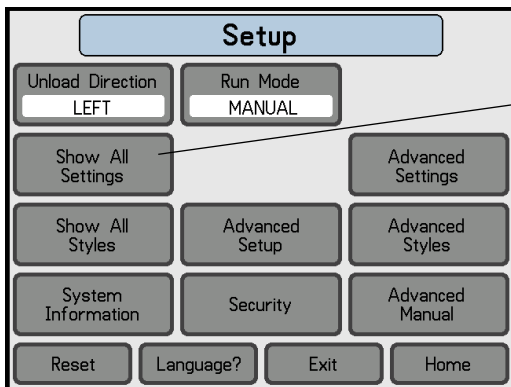 Setup
Unload Direction
LEFT
Run Mode
MANUAL
Show All
Settings
Advanced
Settings
Show All
Styles
Advanced
Setup
Advanced
Styles
System
Information
Security
Advanced
Manual
Reset
Language?
Exit
Home